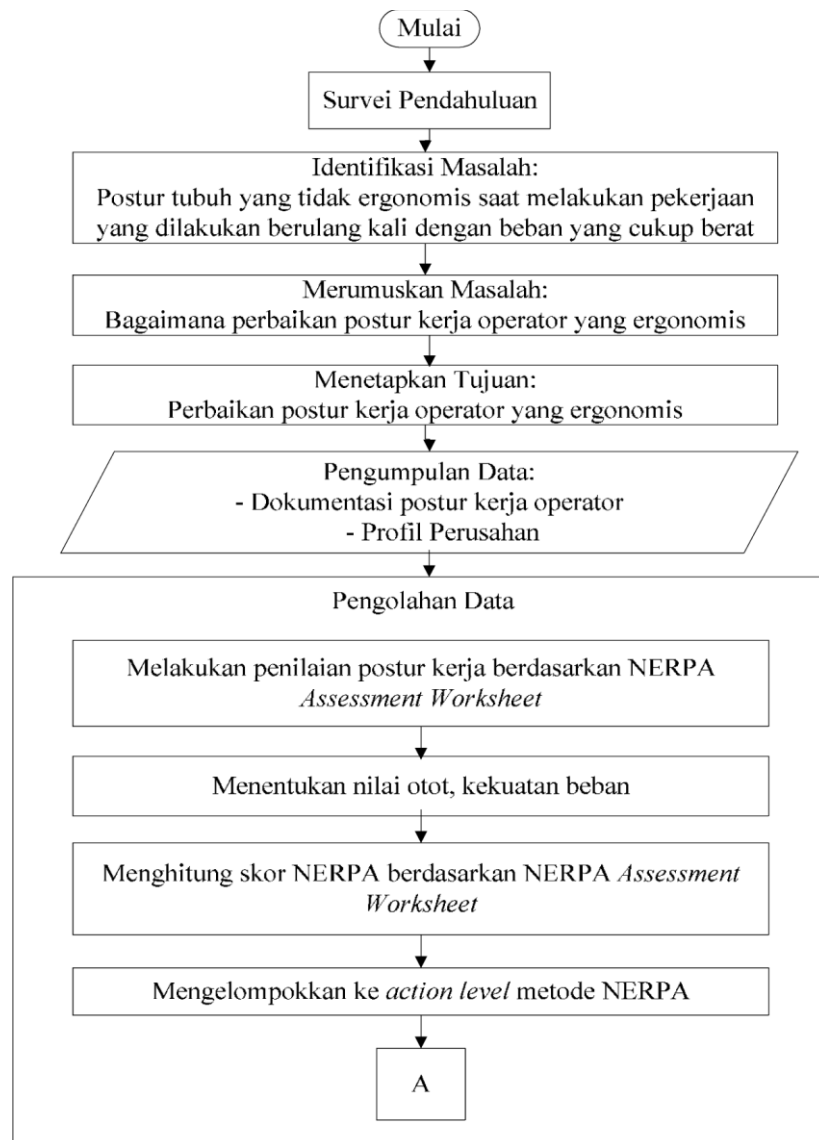 Mulai
Survei Pendahuluan
Identifikasi Masalah:
Postur tubuh yang tidak ergonomis saat melakukan pekerjaan
yang dilakukan berulang kali dengan beban yang cukup berat
Merumuskan Masalah:
Bagaimana perbaikan postur kerja operator yang ergonomis
Menetapkan Tujuan:
Perbaikan postur kerja operator yang ergonomis
Pengumpulan Data:
- Dokumentasi postur kerja operator
- Profil Perusahan
Pengolahan Data
Melakukan penilaian postur kerja berdasarkan NERPA
Assessment Worksheet
Menentukan nilai otot, kekuatan beban
Menghitung skor NERPA berdasarkan NERPA Assessment
Worksheet
Mengelompokkan ke action level metode NERPA
A